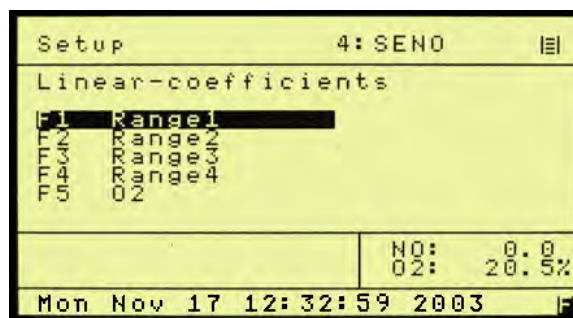 Setup 4: SENO
Linear-coefficients
F1 Range1
F2 Range2
F3 Range3
F4 Range4
F5 O2
NO: 0.0
O2: 20.5%
Mon Nov 17 12:32:59 2003 F